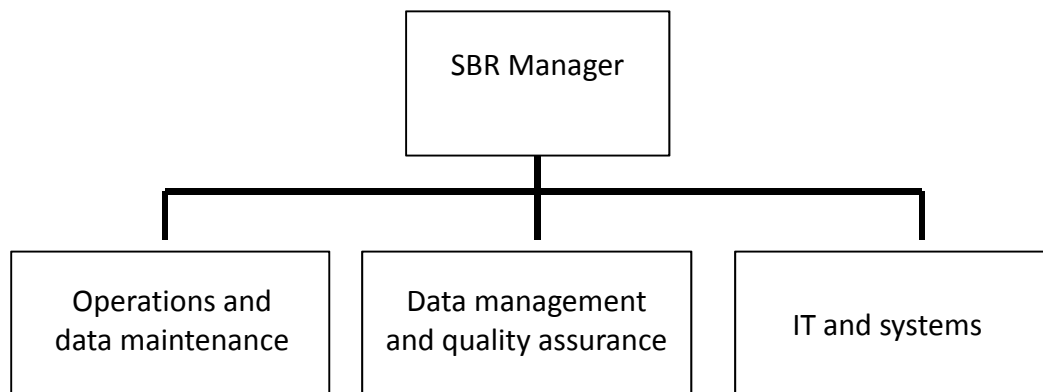 SBR Manager
Operations and
data maintenance
Data management
and quality assurance
IT and systems